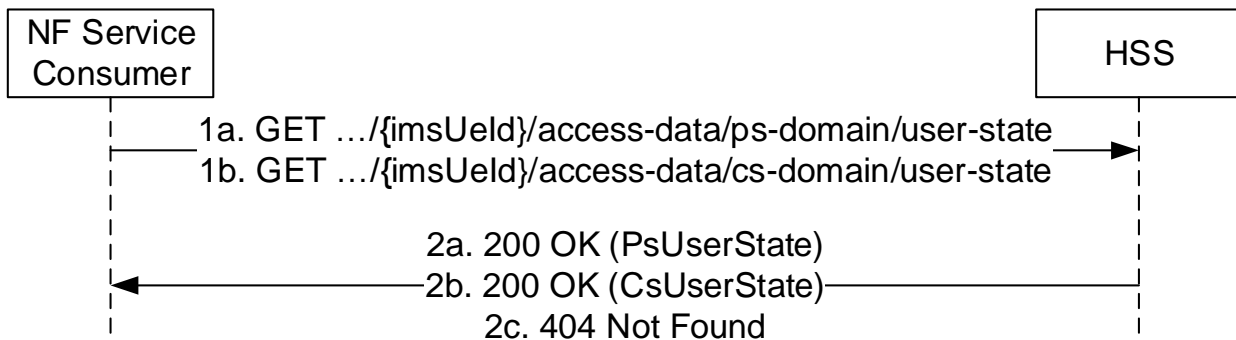 NF Service
Consumer
HSS
1a. GET …/{imsUeId}/access-data/ps-domain/user-state
1b. GET …/{imsUeId}/access-data/cs-domain/user-state
2a. 200 OK (PsUserState)
2b. 200 OK (CsUserState)
2c. 404 Not Found